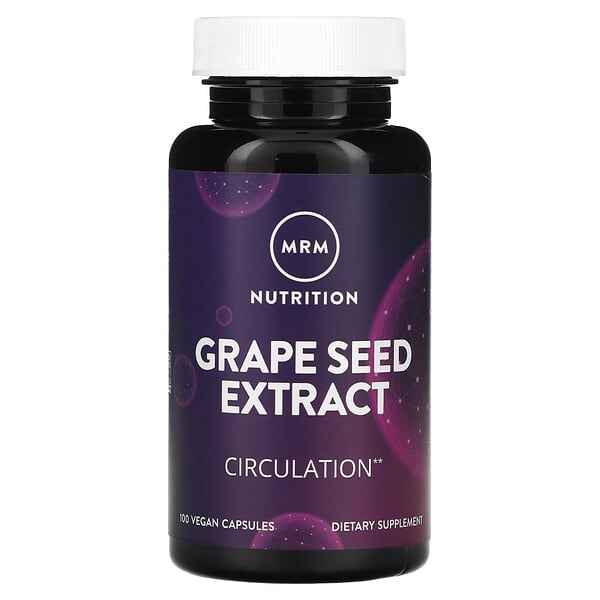 MRM
NUTRITION
GRAPE SEED
EXTRACT
CIRCULATION**
100 VEGAN CAPSULES
DIETARY SUPPLEMENT